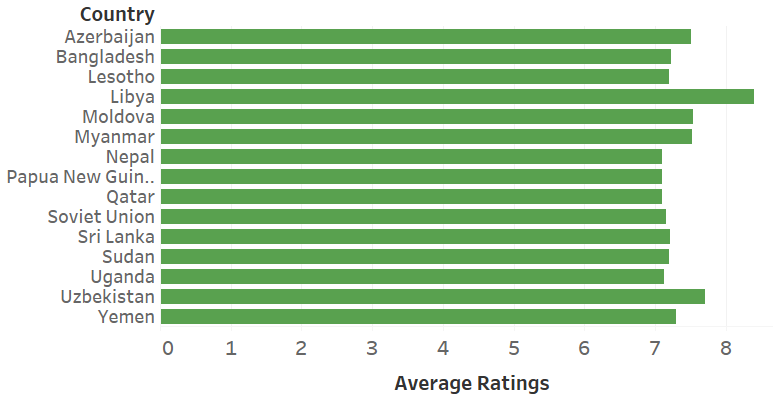 Country
Azerbaijan
Bangladesh
Lesotho
Libya
Moldova
Myanmar
Nepal
Papua New Guin..
Qatar
Soviet Union
Sri Lanka
Sudan
Uganda
Uzbekistan
Yemen
0 1 2 3 4 5 6 7 8
Average Ratings